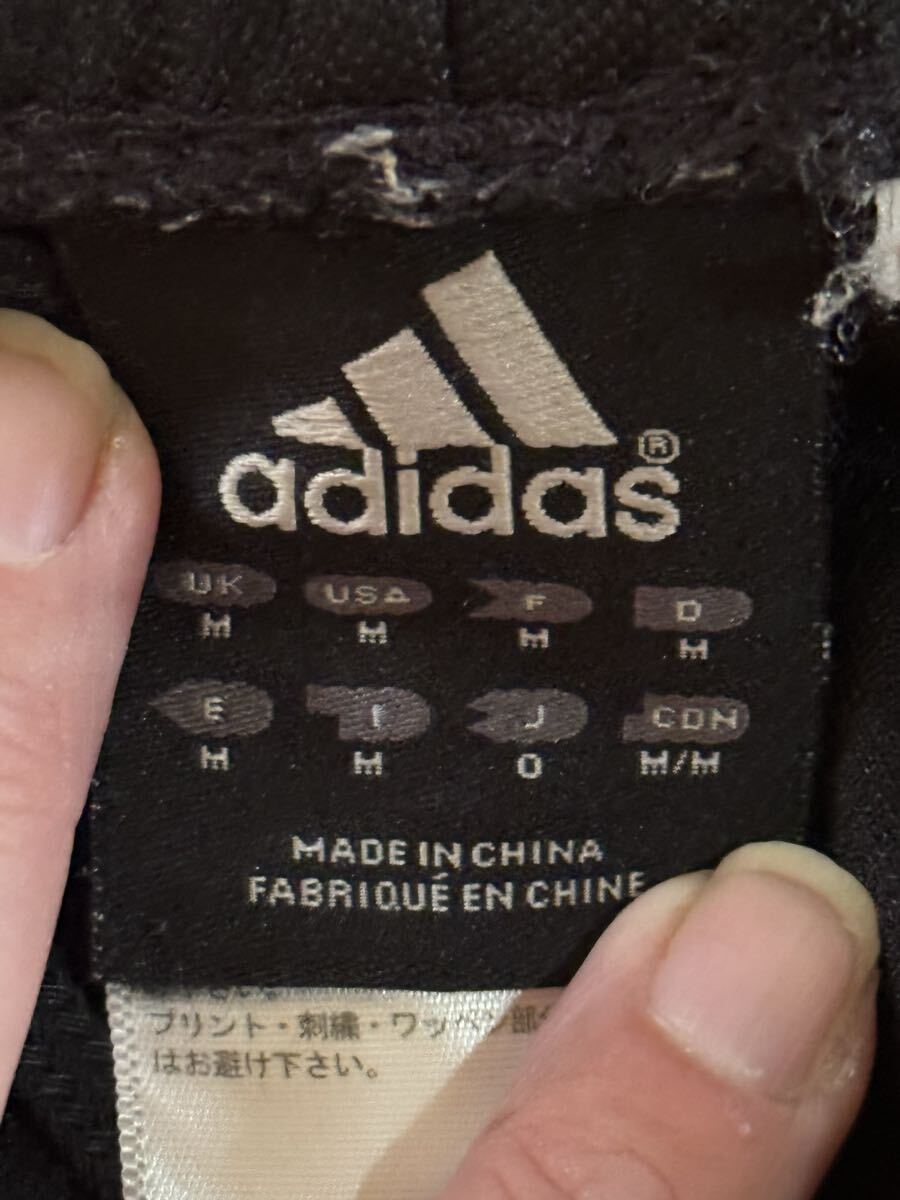 adidas®
UK USA F D
M M M M
E I J CDN
M M O M/M
MADE IN CHINA
FABRIQUÉ EN CHINE
プリント・刺繍・ワッペン部
はお避け下さい。